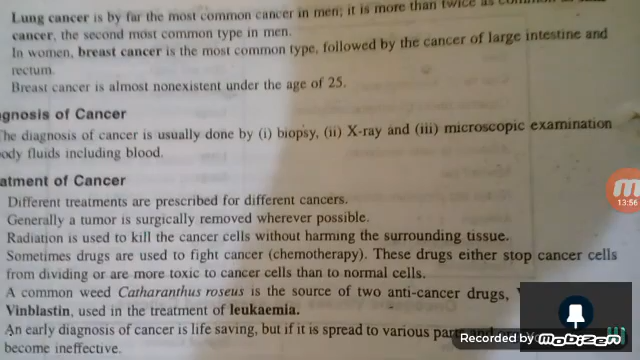 Lung cancer is by far the most common cancer in men; it is more than twice as common as
cancer, the second most common type in men.
In women, breast cancer is the most common type, followed by the cancer of large intestine and
rectum.
Breast cancer is almost nonexistent under the age of 25.
agnosis of Cancer
The diagnosis of cancer is usually done by (i) biopsy, (ii) X-ray and (iii) microscopic examination
ody fluids including blood.
atment of Cancer
Different treatments are prescribed for different cancers.
Generally a tumor is surgically removed wherever possible.
Radiation is used to kill the cancer cells without harming the surrounding tissue.
Sometimes drugs are used to fight cancer (chemotherapy). These drugs either stop cancer cells
from dividing or are more toxic to cancer cells than to normal cells.
A common weed Catharanthus roseus is the source of two anti-cancer drugs,
Vinblastin, used in the treatment of leukaemia.
An early diagnosis of cancer is life saving, but if it is spread to various parts
become ineffective.
13:56
Recorded by
MOBIZEN